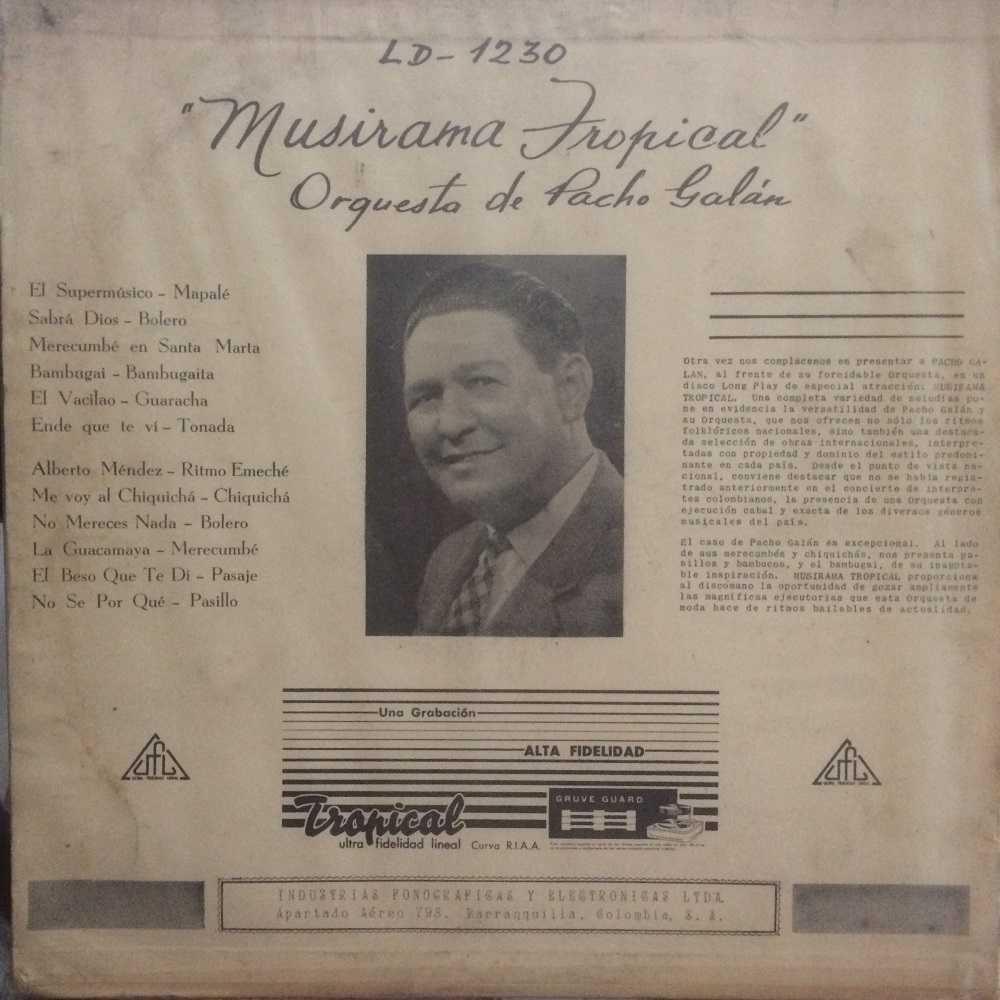 LD-1230
"Musirama Tropical"
Orquesta de Pacho Galán
El Supermúsico - Mapalé
Sabrá Dios - Bolero
Merecumbé en Santa Marta
Bambugai - Bambugaita
El Vacilao - Guaracha
Ende que te ví - Tonada
Alberto Méndez - Ritmo Emeché
Me voy al Chiquichá - Chiquichá
No Mereces Nada - Bolero
La Guacamaya - Merecumbé
El Beso Que Te Di - Pasaje
No Se Por Qué - Pasillo
Otra vez nos complacemos en presentar a PACHO GA-
LAN, al frente de su formidable Orquesta, en un
disco Long Play de especial atracción: MUSIRAMA
TROPICAL. Una completa variedad de melodías po-
ne en evidencia la versatilidad de Pacho Galán y
su Orquesta, que nos ofrecen no sólo los ritmos
folklóricos nacionales, sino también una destaca-
da selección de obras internacionales, interpre-
tadas con propiedad y dominio del estilo predomi-
nante en cada país. Desde el punto de vista na-
cional, conviene destacar que no se había regis-
trado anteriormente en el concierto de intérpre-
tes colombianos, la presencia de una Orquesta con
ejecución cabal y exacta de los diversos géneros
musicales del país.
El caso de Pacho Galán es excepcional. Al lado
de sus merecumbés y chiquichás, nos presenta pa-
sillos y bambucos, y el bambugai, de su inagota-
ble inspiración. MUSIRAMA TROPICAL proporciona
al discómano la oportunidad de gozar ampliamente
las magníficas ejecutorias que esta Orquesta de
moda hace de ritmos bailables de actualidad.
Una Grabación
ALTA FIDELIDAD
ufl
ULTRA FIDELIDAD LINEAL
ufl
ULTRA FIDELIDAD LINEAL
Tropical
ultra fidelidad lineal Curva R.I.A.A.
GRUVE GUARD
INDUSTRIAS FONOGRAFICAS Y ELECTRONICAS LTDA.
Apartado Aéreo 793. Barranquilla, Colombia, S. A.